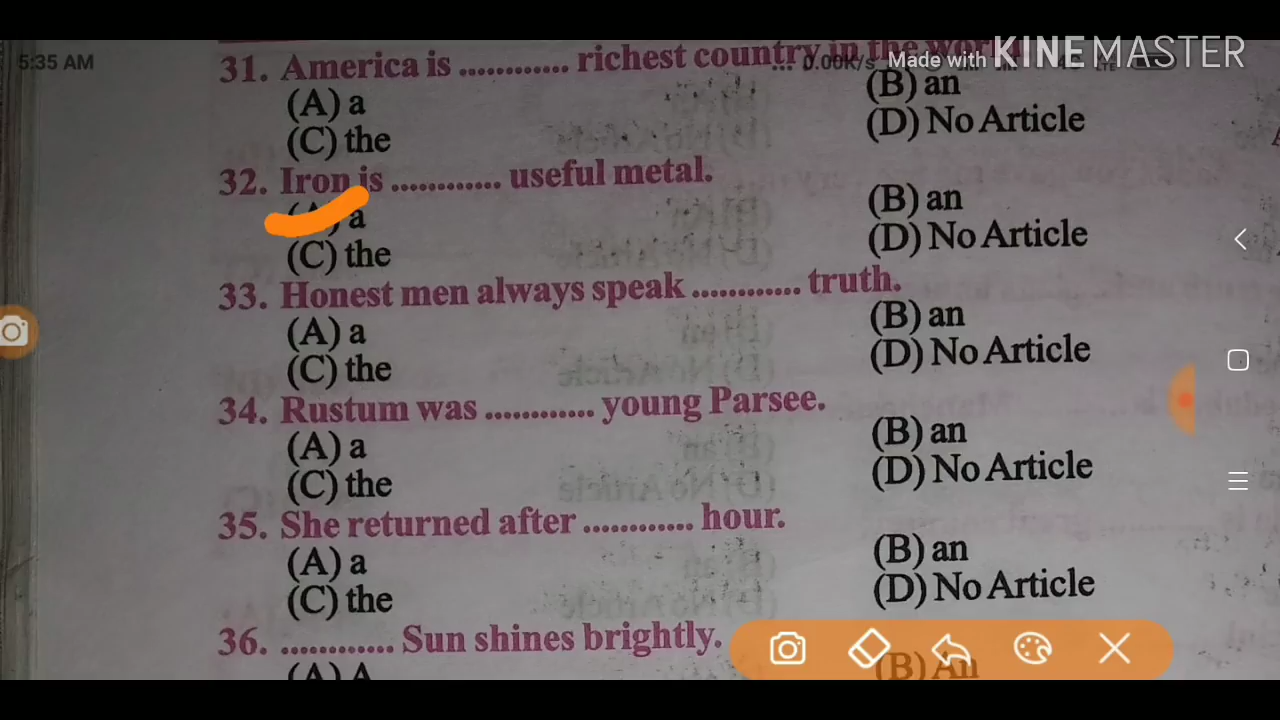 5:35 AM
0.00K/s
Made with KINEMASTER
31. America is ............ richest country in the world.
(A) a
(B) an
(C) the
(D) No Article
32. Iron is ............ useful metal.
(A) a
(B) an
(C) the
(D) No Article
33. Honest men always speak ............ truth.
(A) a
(B) an
(C) the
(D) No Article
34. Rustum was ............ young Parsee.
(A) a
(B) an
(C) the
(D) No Article
35. She returned after ............ hour.
(A) a
(B) an
(C) the
(D) No Article
36. ............ Sun shines brightly.
(A) A
(B) An